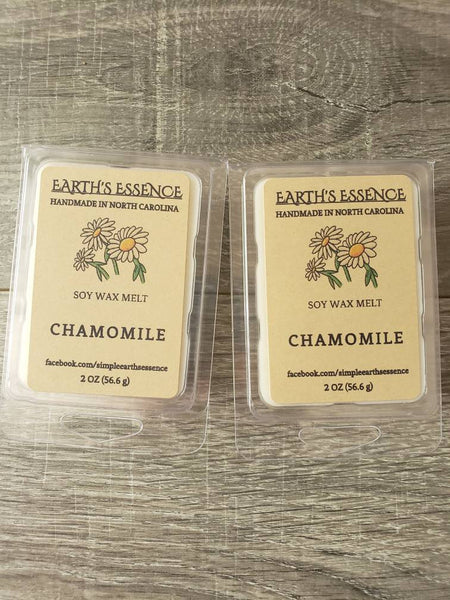 EARTH'S ESSENCE
HANDMADE IN NORTH CAROLINA
SOY WAX MELT
CHAMOMILE
facebook.com/simpleearthsessence
2 OZ (56.6 g)
EARTH'S ESSENCE
HANDMADE IN NORTH CAROLINA
SOY WAX MELT
CHAMOMILE
facebook.com/simpleearthsessence
2 OZ (56.6 g)